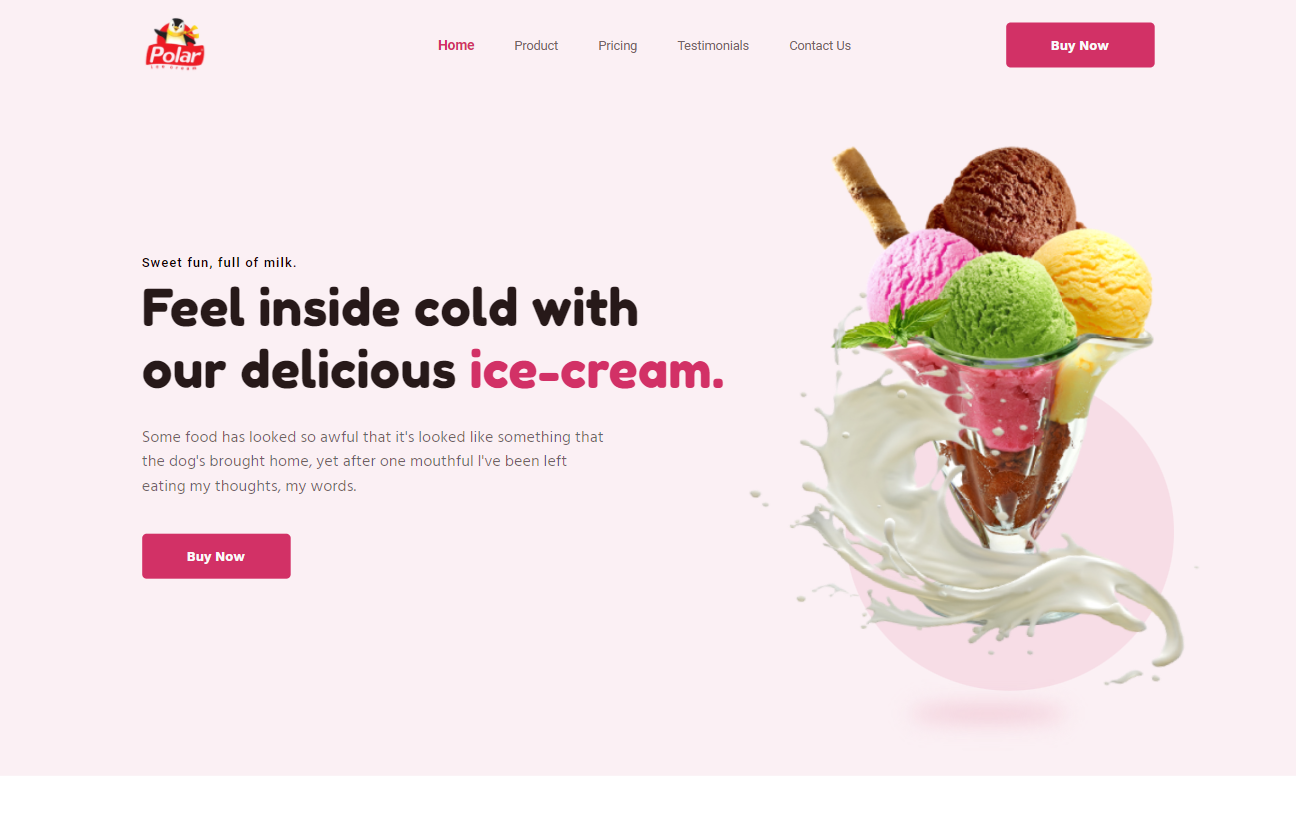 Polar
ice cream
Home
Product
Pricing
Testimonials
Contact Us
Buy Now
Sweet fun, full of milk.
Feel inside cold with
our delicious ice-cream.
Some food has looked so awful that it's looked like something that
the dog's brought home, yet after one mouthful I've been left
eating my thoughts, my words.
Buy Now